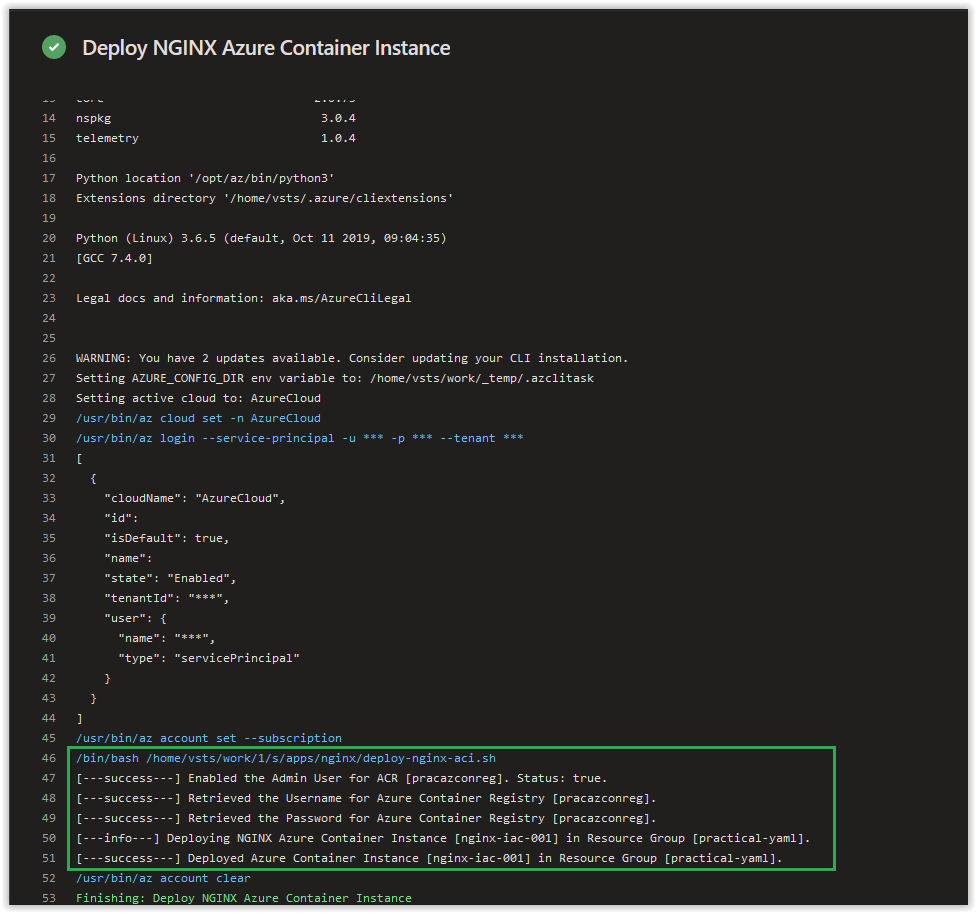 Deploy NGINX Azure Container Instance
14 nspkg 3.0.4
15 telemetry 1.0.4
16
17 Python location '/opt/az/bin/python3'
18 Extensions directory '/home/vsts/.azure/cliextensions'
19
20 Python (Linux) 3.6.5 (default, Oct 11 2019, 09:04:35)
21 [GCC 7.4.0]
22
23 Legal docs and information: aka.ms/AzureCliLegal
24
25
26 WARNING: You have 2 updates available. Consider updating your CLI installation.
27 Setting AZURE_CONFIG_DIR env variable to: /home/vsts/work/_temp/.azclitask
28 Setting active cloud to: AzureCloud
29 /usr/bin/az cloud set -n AzureCloud
30 /usr/bin/az login --service-principal -u *** -p *** --tenant ***
31 [
32 {
33 "cloudName": "AzureCloud",
34 "id":
35 "isDefault": true,
36 "name":
37 "state": "Enabled",
38 "tenantId": "***",
39 "user": {
40 "name": "***",
41 "type": "servicePrincipal"
42 }
43 }
44 ]
45 /usr/bin/az account set --subscription
46 /bin/bash /home/vsts/work/1/s/apps/nginx/deploy-nginx-aci.sh
47 [---success---] Enabled the Admin User for ACR [pracazconreg]. Status: true.
48 [---success---] Retrieved the Username for Azure Container Registry [pracazconreg].
49 [---success---] Retrieved the Password for Azure Container Registry [pracazconreg].
50 [---info---] Deploying NGINX Azure Container Instance [nginx-iac-001] in Resource Group [practical-yaml].
51 [---success---] Deployed Azure Container Instance [nginx-iac-001] in Resource Group [practical-yaml].
52 /usr/bin/az account clear
53 Finishing: Deploy NGINX Azure Container Instance